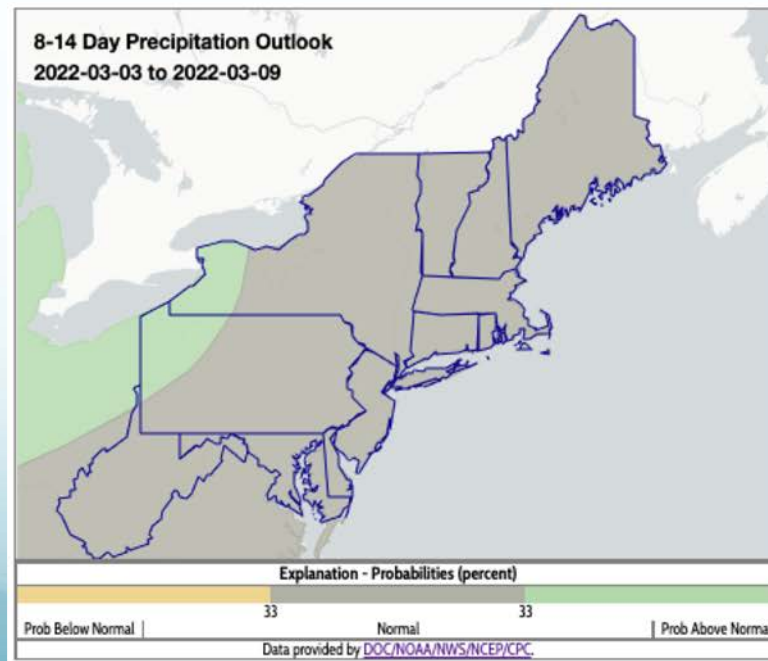 8-14 Day Precipitation Outlook
2022-03-03 to 2022-03-09
Explanation - Probabilities (percent)
33 33
Prob Below Normal | Normal | Prob Above Normal
Data provided by DOC/NOAA/NWS/NCEP/CPC.